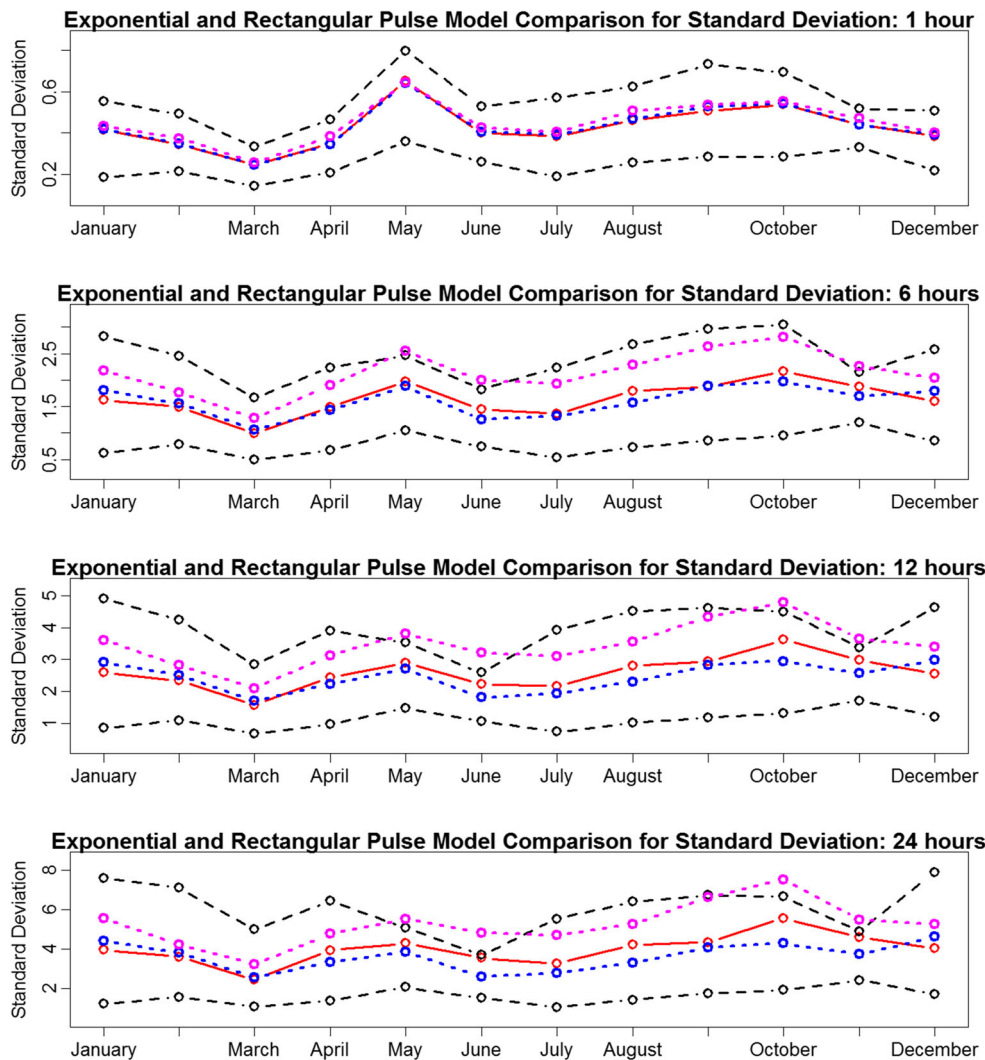 Exponential and Rectangular Pulse Model Comparison for Standard Deviation: 1 hour
Standard Deviation
0.6
0.2
January March April May June July August October December
Exponential and Rectangular Pulse Model Comparison for Standard Deviation: 6 hours
Standard Deviation
2.5
1.5
0.5
January March April May June July August October December
Exponential and Rectangular Pulse Model Comparison for Standard Deviation: 12 hours
Standard Deviation
5
4
3
2
1
January March April May June July August October December
Exponential and Rectangular Pulse Model Comparison for Standard Deviation: 24 hours
Standard Deviation
8
6
4
2
January March April May June July August October December